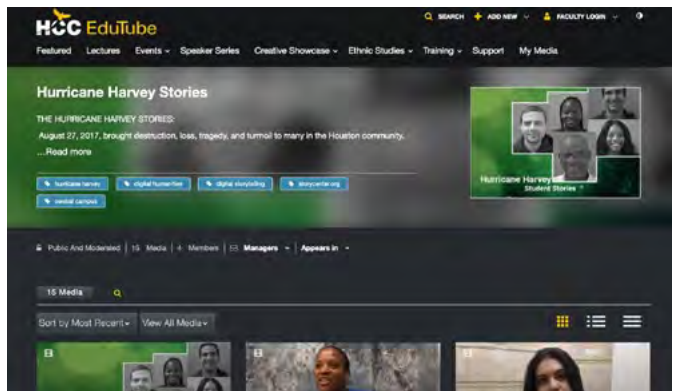 HCC EduTube
SEARCH ADD NEW FACULTY LOGIN
Featured Lectures Events Speaker Series Creative Showcase Ethnic Studies Training Support My Media
Hurricane Harvey Stories
THE HURRICANE HARVEY STORIES:
August 27, 2017, brought destruction, loss, tragedy, and turmoil to many in the Houston community.
...Read more
hurricane harvey digital humanities digital storytelling storycenter.org
central campus
Hurricane Harvey
Student Stories
Public And Moderated | 15 Media | 4 Members | Managers | Appears in
15 Media
Sort by Most Recent View All Media